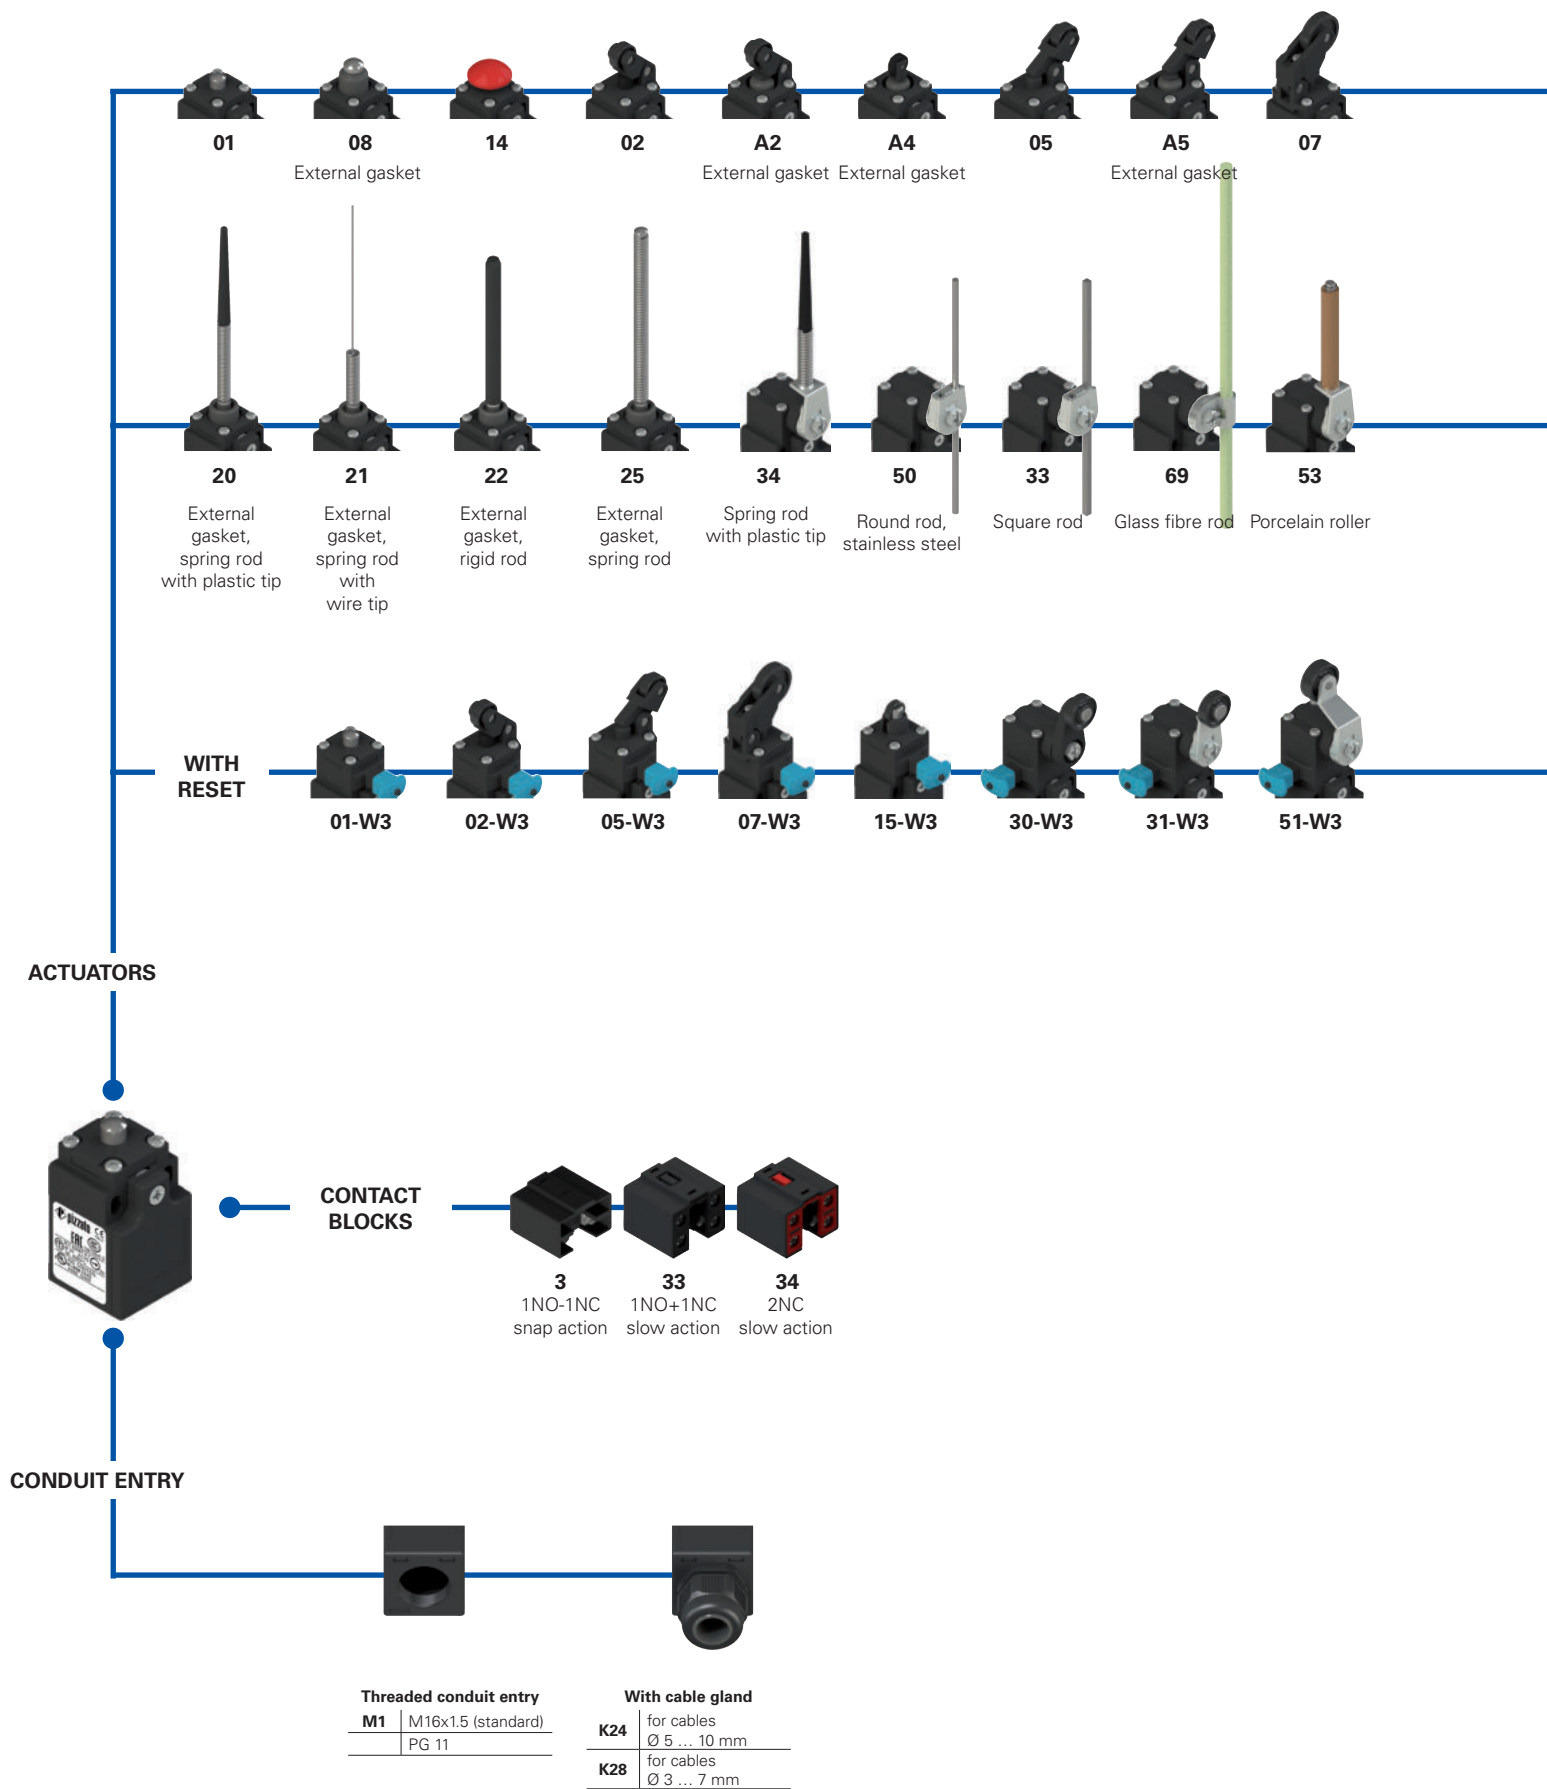 01
08
14
02
A2
A4
05
A5
07
External gasket
External gasket
External gasket
External gasket
20
21
22
25
34
50
33
69
53
External
gasket,
spring rod
with plastic tip
External
gasket,
spring rod
with
wire tip
External
gasket,
rigid rod
External
gasket,
spring rod
Spring rod
with plastic tip
Round rod,
stainless steel
Square rod
Glass fibre rod
Porcelain roller
WITH
RESET
01-W3
02-W3
05-W3
07-W3
15-W3
30-W3
31-W3
51-W3
ACTUATORS
pizzato CE
EAC
CONTACT
BLOCKS
3
1NO-1NC
snap action
33
1NO+1NC
slow action
34
2NC
slow action
CONDUIT ENTRY
Threaded conduit entry
M1 M16x1.5 (standard)
PG 11
With cable gland
K24 for cables
Ø 5 … 10 mm
K28 for cables
Ø 3 … 7 mm